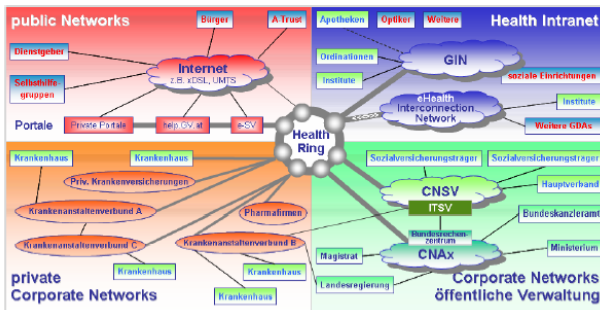 public Networks
Bürger
A Trust
Dienstgeber
Internet
z.B. xDSL, UMTS
Selbsthilfe-
gruppen
Portale
Private Portale
help.GV.at
e-SV
Health Intranet
Apotheken
Optiker
Weitere
Ordinationen
GIN
Institute
soziale Einrichtungen
eHealth
Interconnection
Network
Institute
Weitere GDAs
Health
Ring
Krankenhaus
Krankenhaus
Priv. Krankenversicherungen
Krankenanstaltenverbund A
Pharmafirmen
Krankenanstaltenverbund C
Krankenanstaltenverbund B
Krankenhaus
Krankenhaus
Krankenhaus
private
Corporate Networks
Sozialversicherungsträger
Sozialversicherungsträger
CNSV
Hauptverband
ITSV
Bundeskanzleramt
Bundesrechen-
zentrum
Magistrat
CNAx
Ministerium
Landesregierung
Corporate Networks
öffentliche Verwaltung